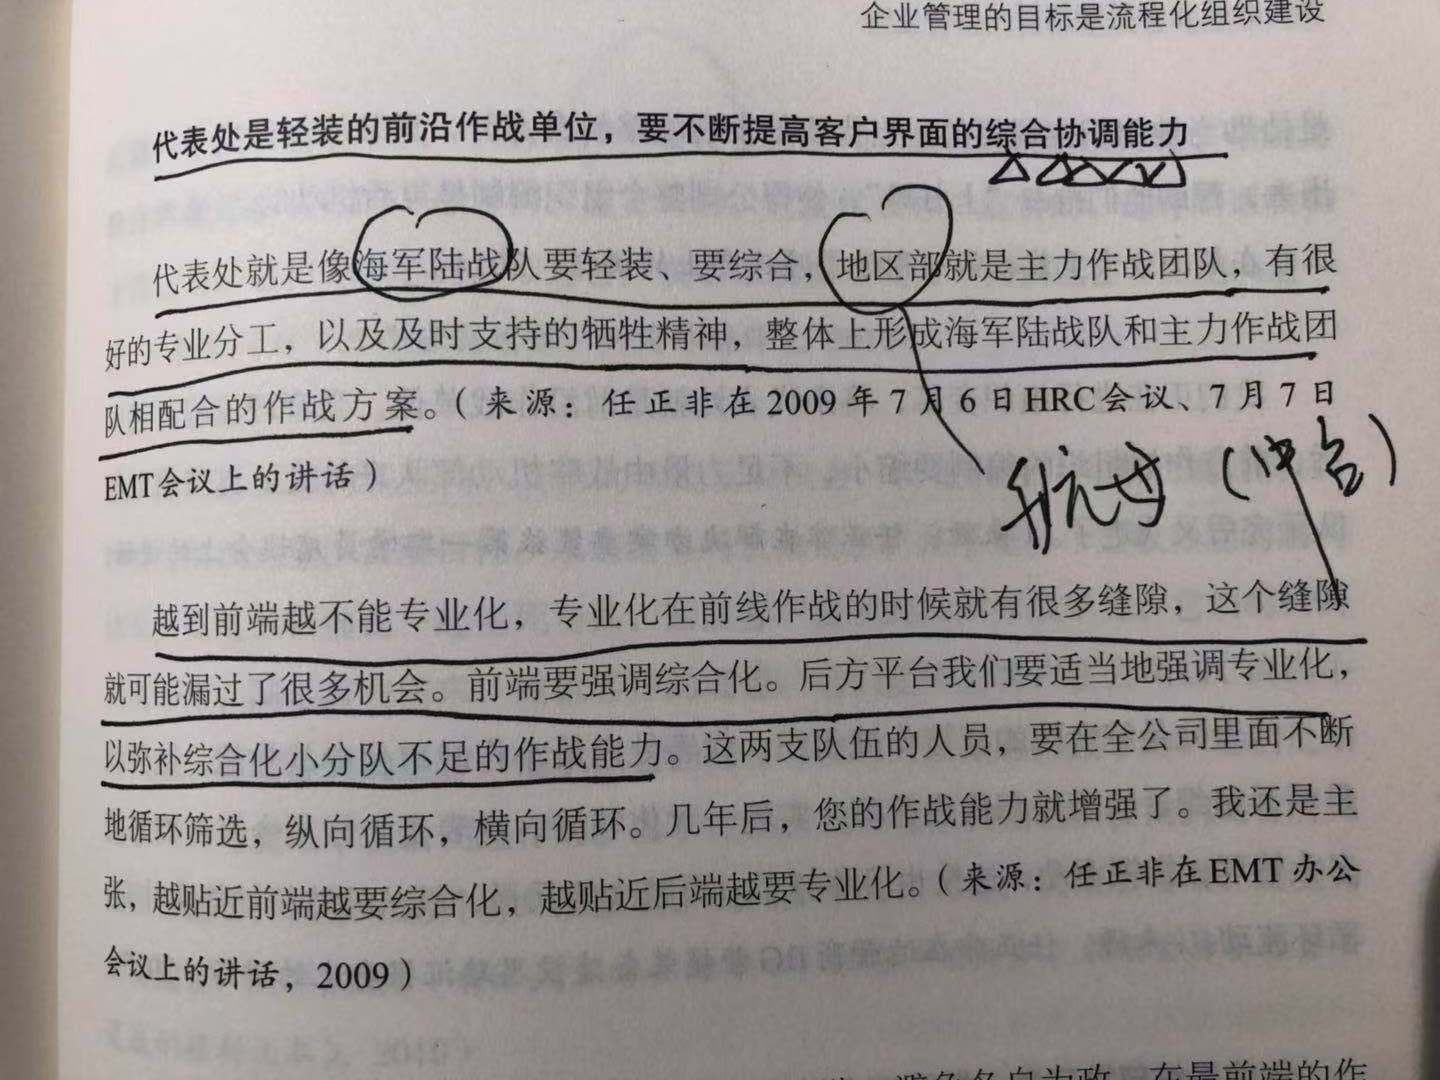 企业管理的目标是流程化组织建设
代表处是轻装的前沿作战单位，要不断提高客户界面的综合协调能力
代表处就是像海军陆战队要轻装、要综合，地区部就是主力作战团队，有很
好的专业分工，以及及时支持的牺牲精神，整体上形成海军陆战队和主力作战团
队相配合的作战方案。（来源：任正非在2009年7月6日HRC会议、7月7日
EMT会议上的讲话）
航母（中台）
越到前端越不能专业化，专业化在前线作战的时候就有很多缝隙，这个缝隙
就可能漏过了很多机会。前端要强调综合化。后方平台我们要适当地强调专业化，
以弥补综合化小分队不足的作战能力。这两支队伍的人员，要在全公司里面不断
地循环筛选，纵向循环，横向循环。几年后，您的作战能力就增强了。我还是主
张，越贴近前端越要综合化，越贴近后端越要专业化。（来源：任正非在EMT办公
会议上的讲话，2009）
避免各自为政，在最前端的作